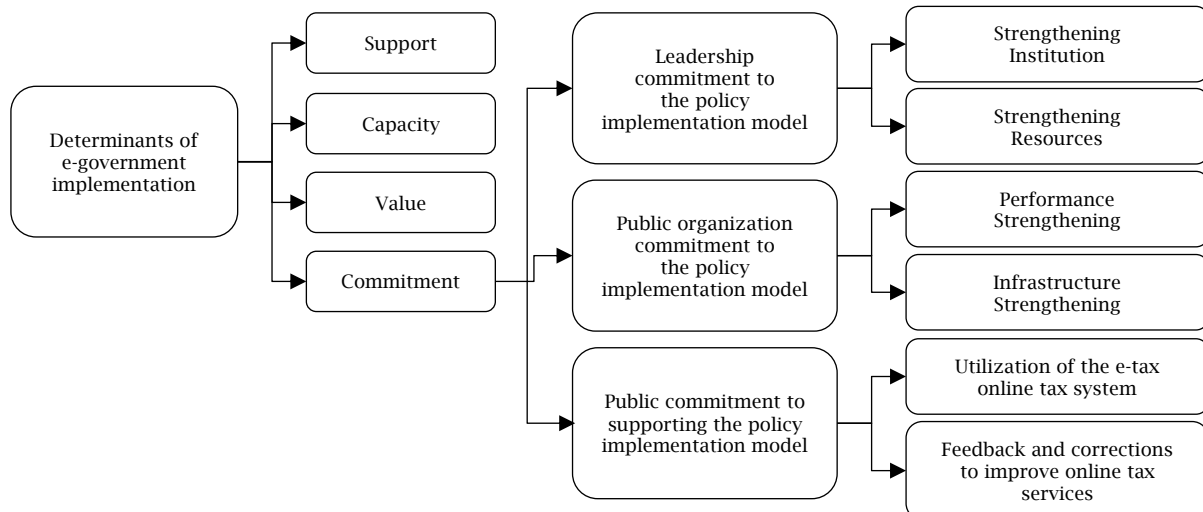 Determinants of
e-government
implementation
Support
Capacity
Value
Commitment
Leadership
commitment to
the policy
implementation model
Public organization
commitment to
the policy
implementation model
Public commitment to
supporting the policy
implementation model
Strengthening
Institution
Strengthening
Resources
Performance
Strengthening
Infrastructure
Strengthening
Utilization of the e-tax
online tax system
Feedback and corrections
to improve online tax
services